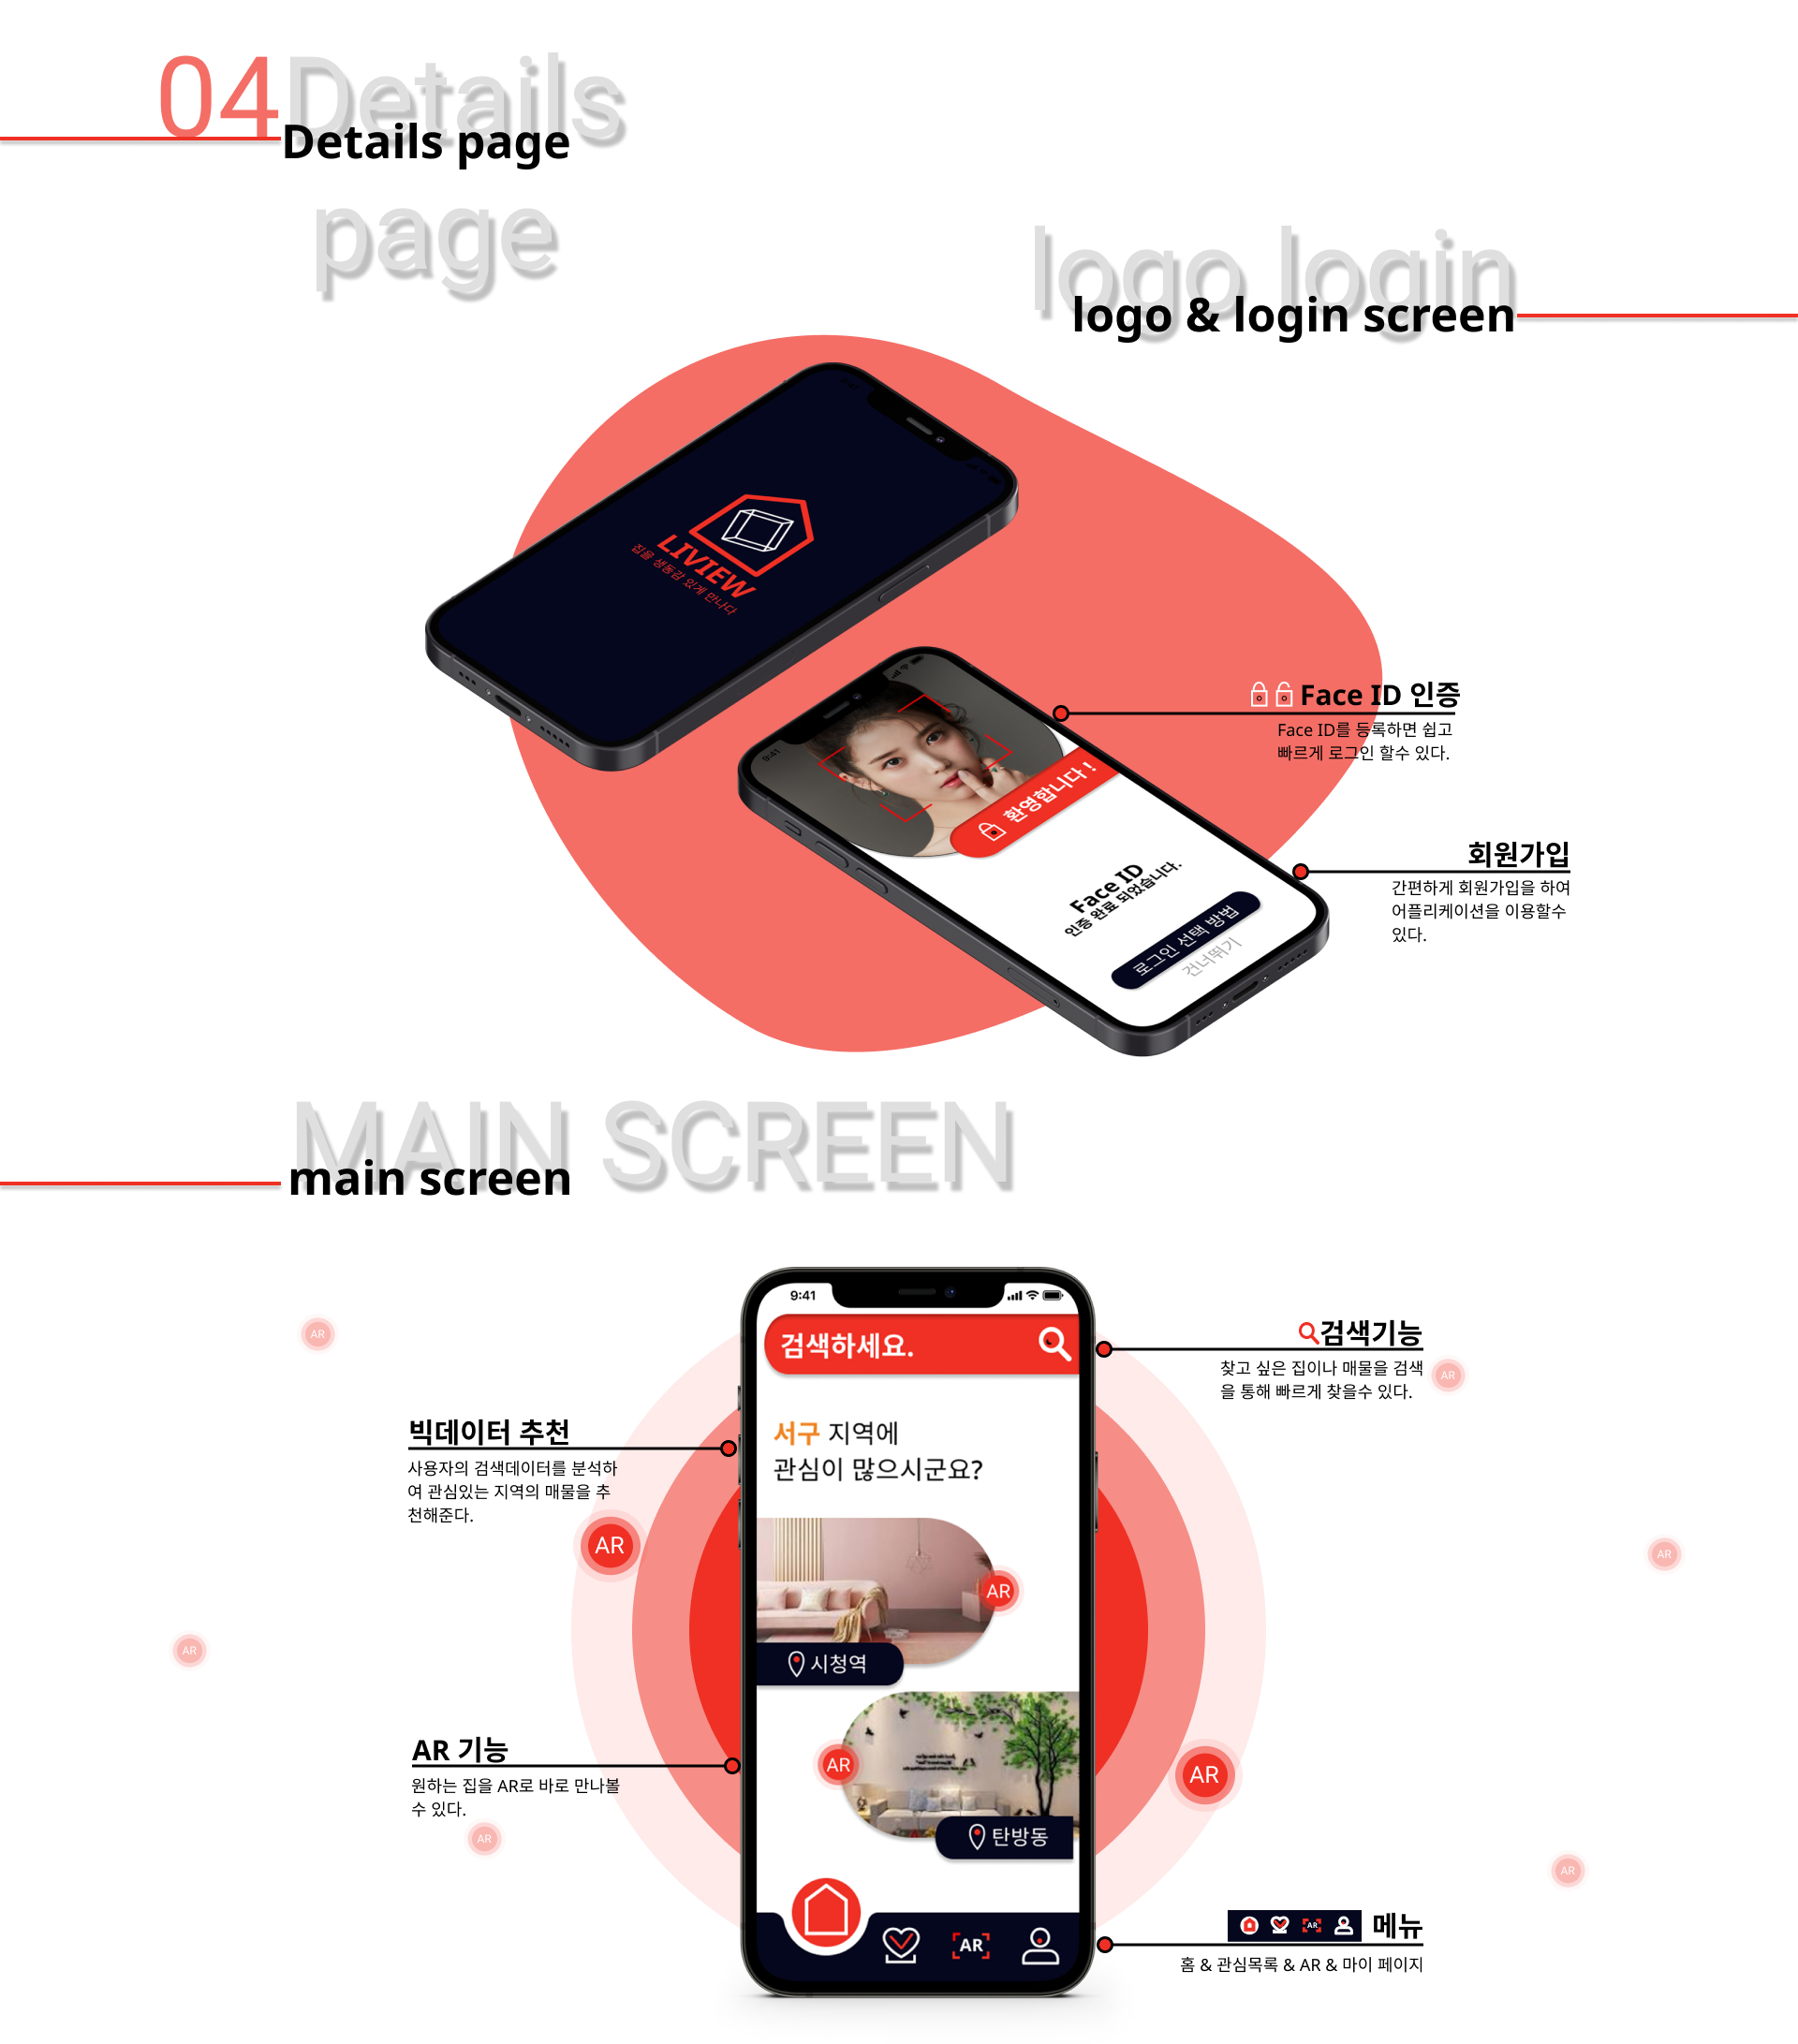 04
Details
page
Details page
logo login
logo & login screen
LIVIEW
집을 생동감 있게 만나다
9:41
환영합니다!
Face ID
인증 완료 되었습니다.
로그인 선택 방법
건너뛰기
Face ID 인증
Face ID를 등록하면 쉽고
빠르게 로그인 할수 있다.
회원가입
간편하게 회원가입을 하여
어플리케이션을 이용할수
있다.
MAIN SCREEN
main screen
9:41
검색하세요.
서구 지역에
관심이 많으시군요?
AR
시청역
AR
탄방동
AR
검색기능
찾고 싶은 집이나 매물을 검색
을 통해 빠르게 찾을수 있다.
빅데이터 추천
사용자의 검색데이터를 분석하
여 관심있는 지역의 매물을 추
천해준다.
AR 기능
원하는 집을 AR로 바로 만나볼
수 있다.
AR
메뉴
홈 & 관심목록 & AR & 마이 페이지
AR
AR
AR
AR
AR
AR
AR
AR